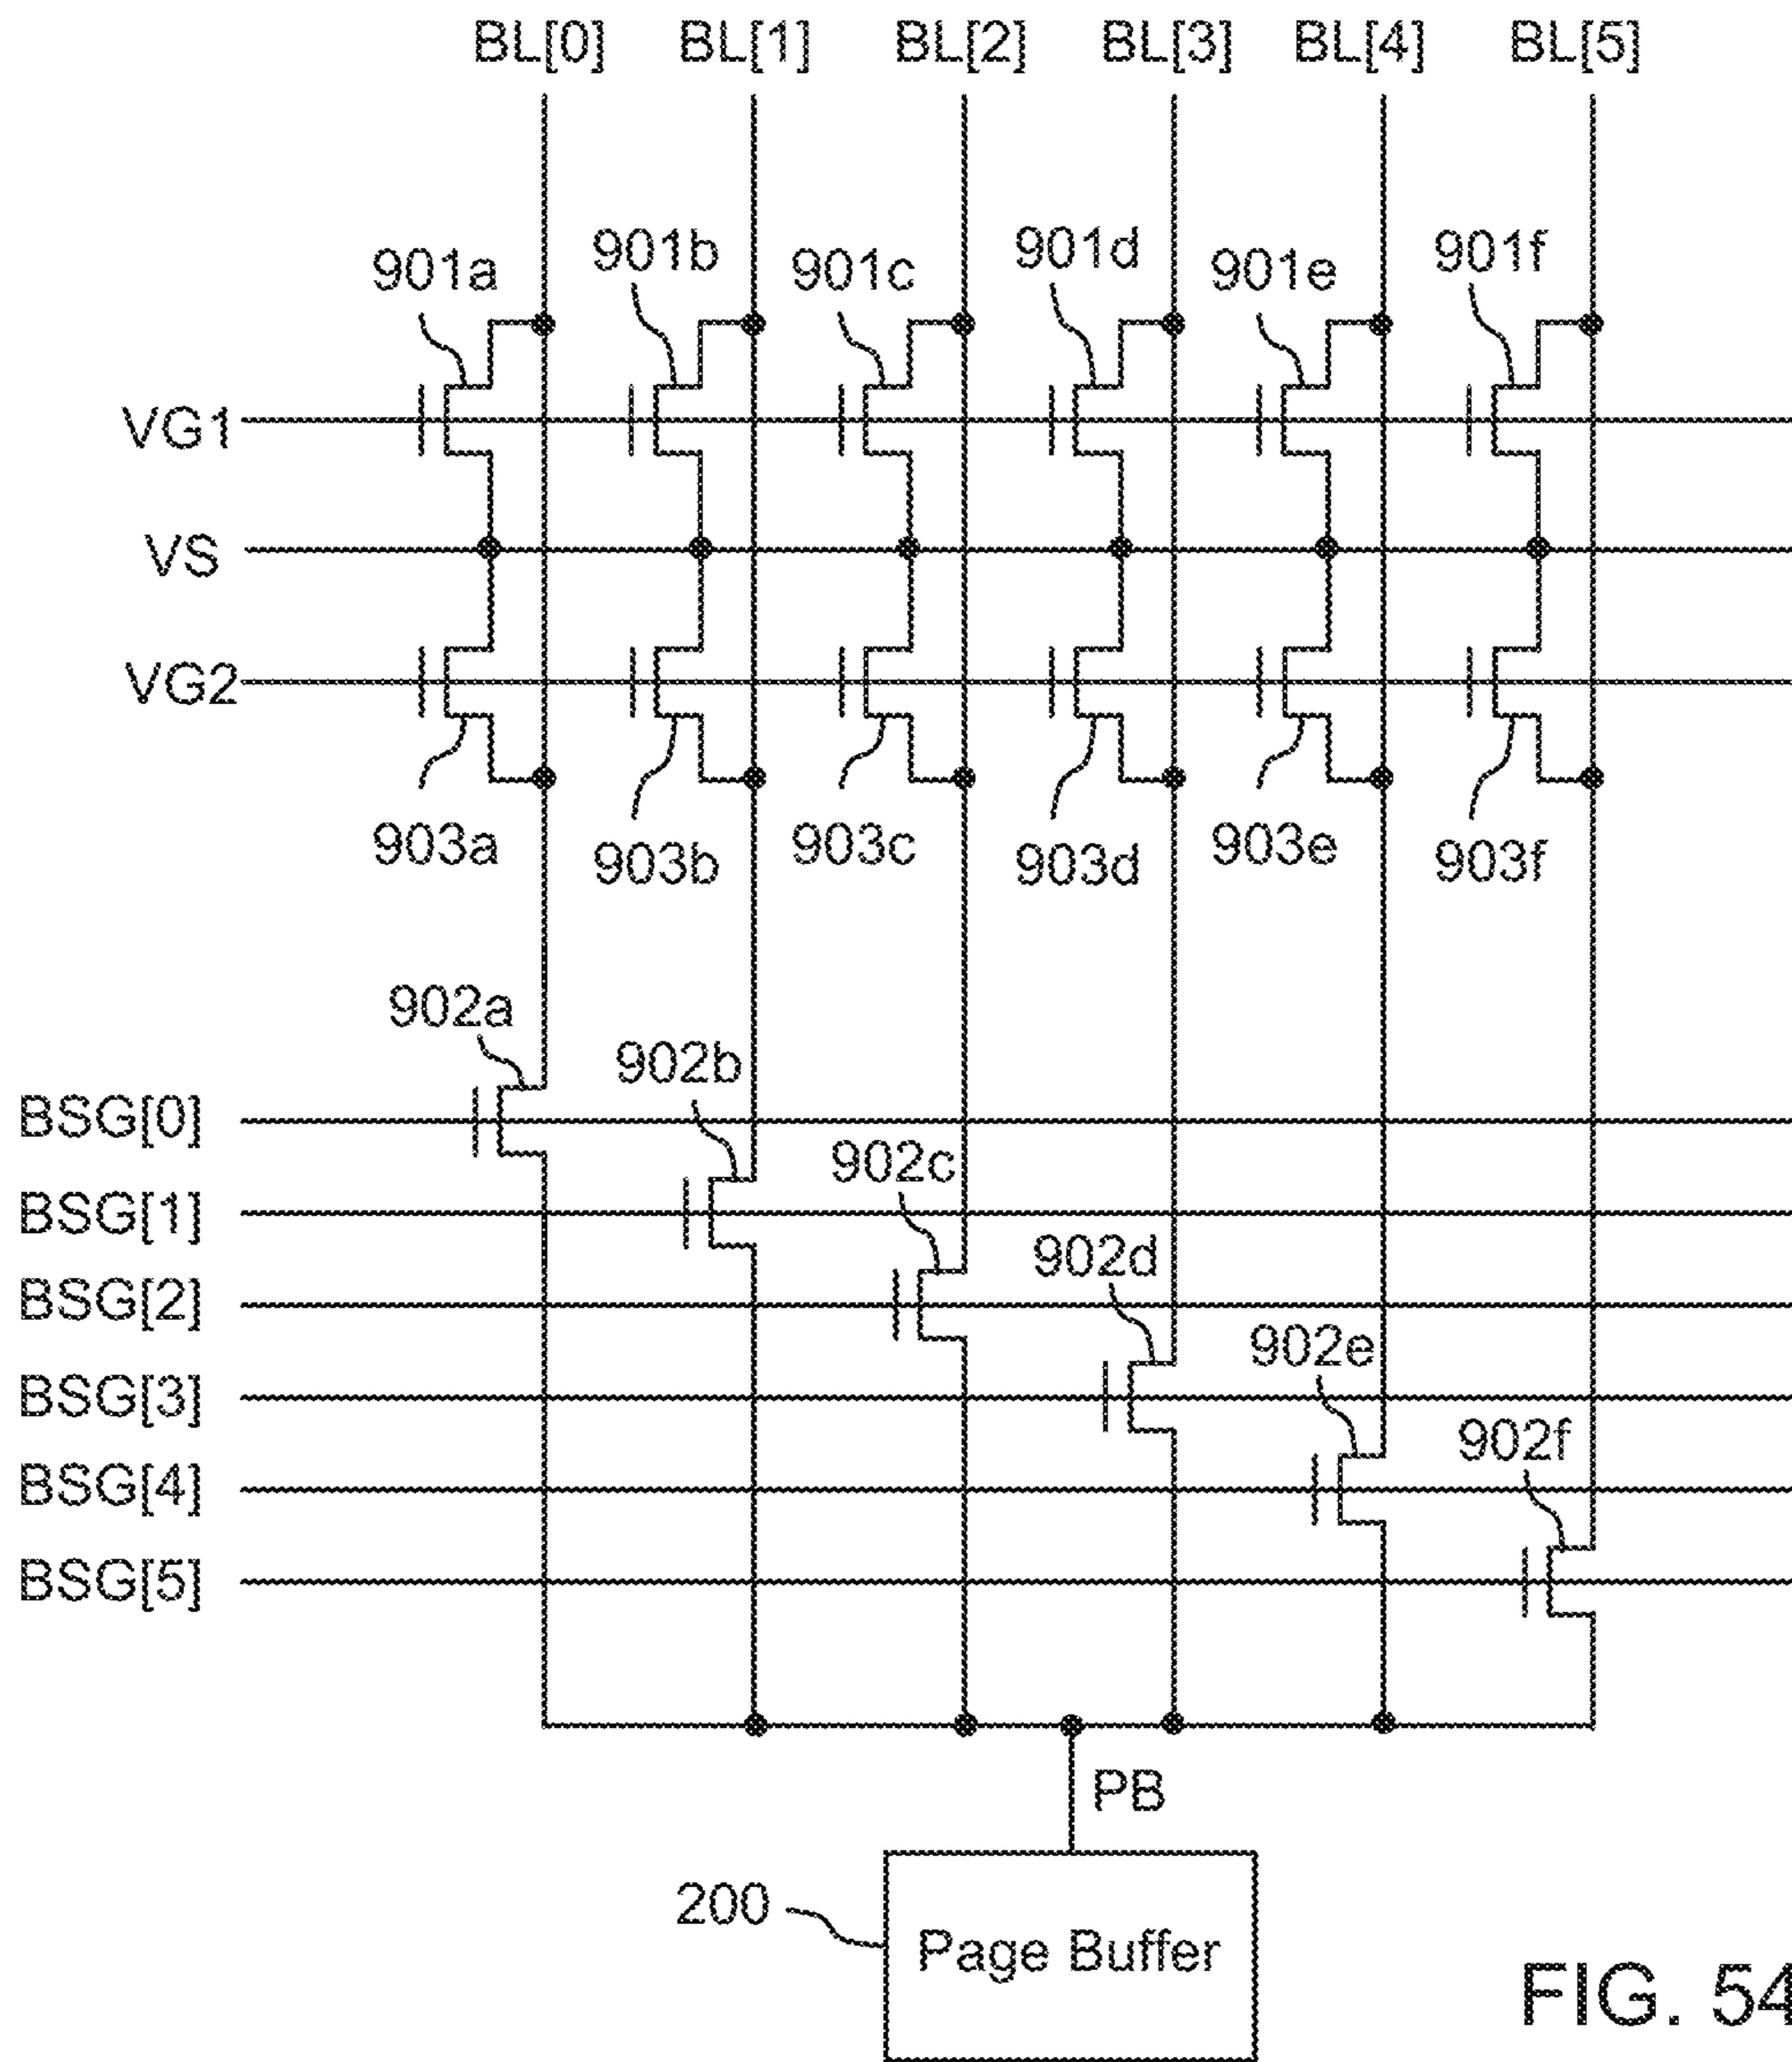 BL[0] BL[1] BL[2] BL[3] BL[4] BL[5]
901a 901b 901c 901d 901e 901f
VG1
VS
VG2
903a 903b 903c 903d 903e 903f
902a
902b
BSG[0]
902c
BSG[1]
902d
BSG[2]
902e
BSG[3]
902f
BSG[4]
BSG[5]
PB
200
Page Buffer
FIG. 54